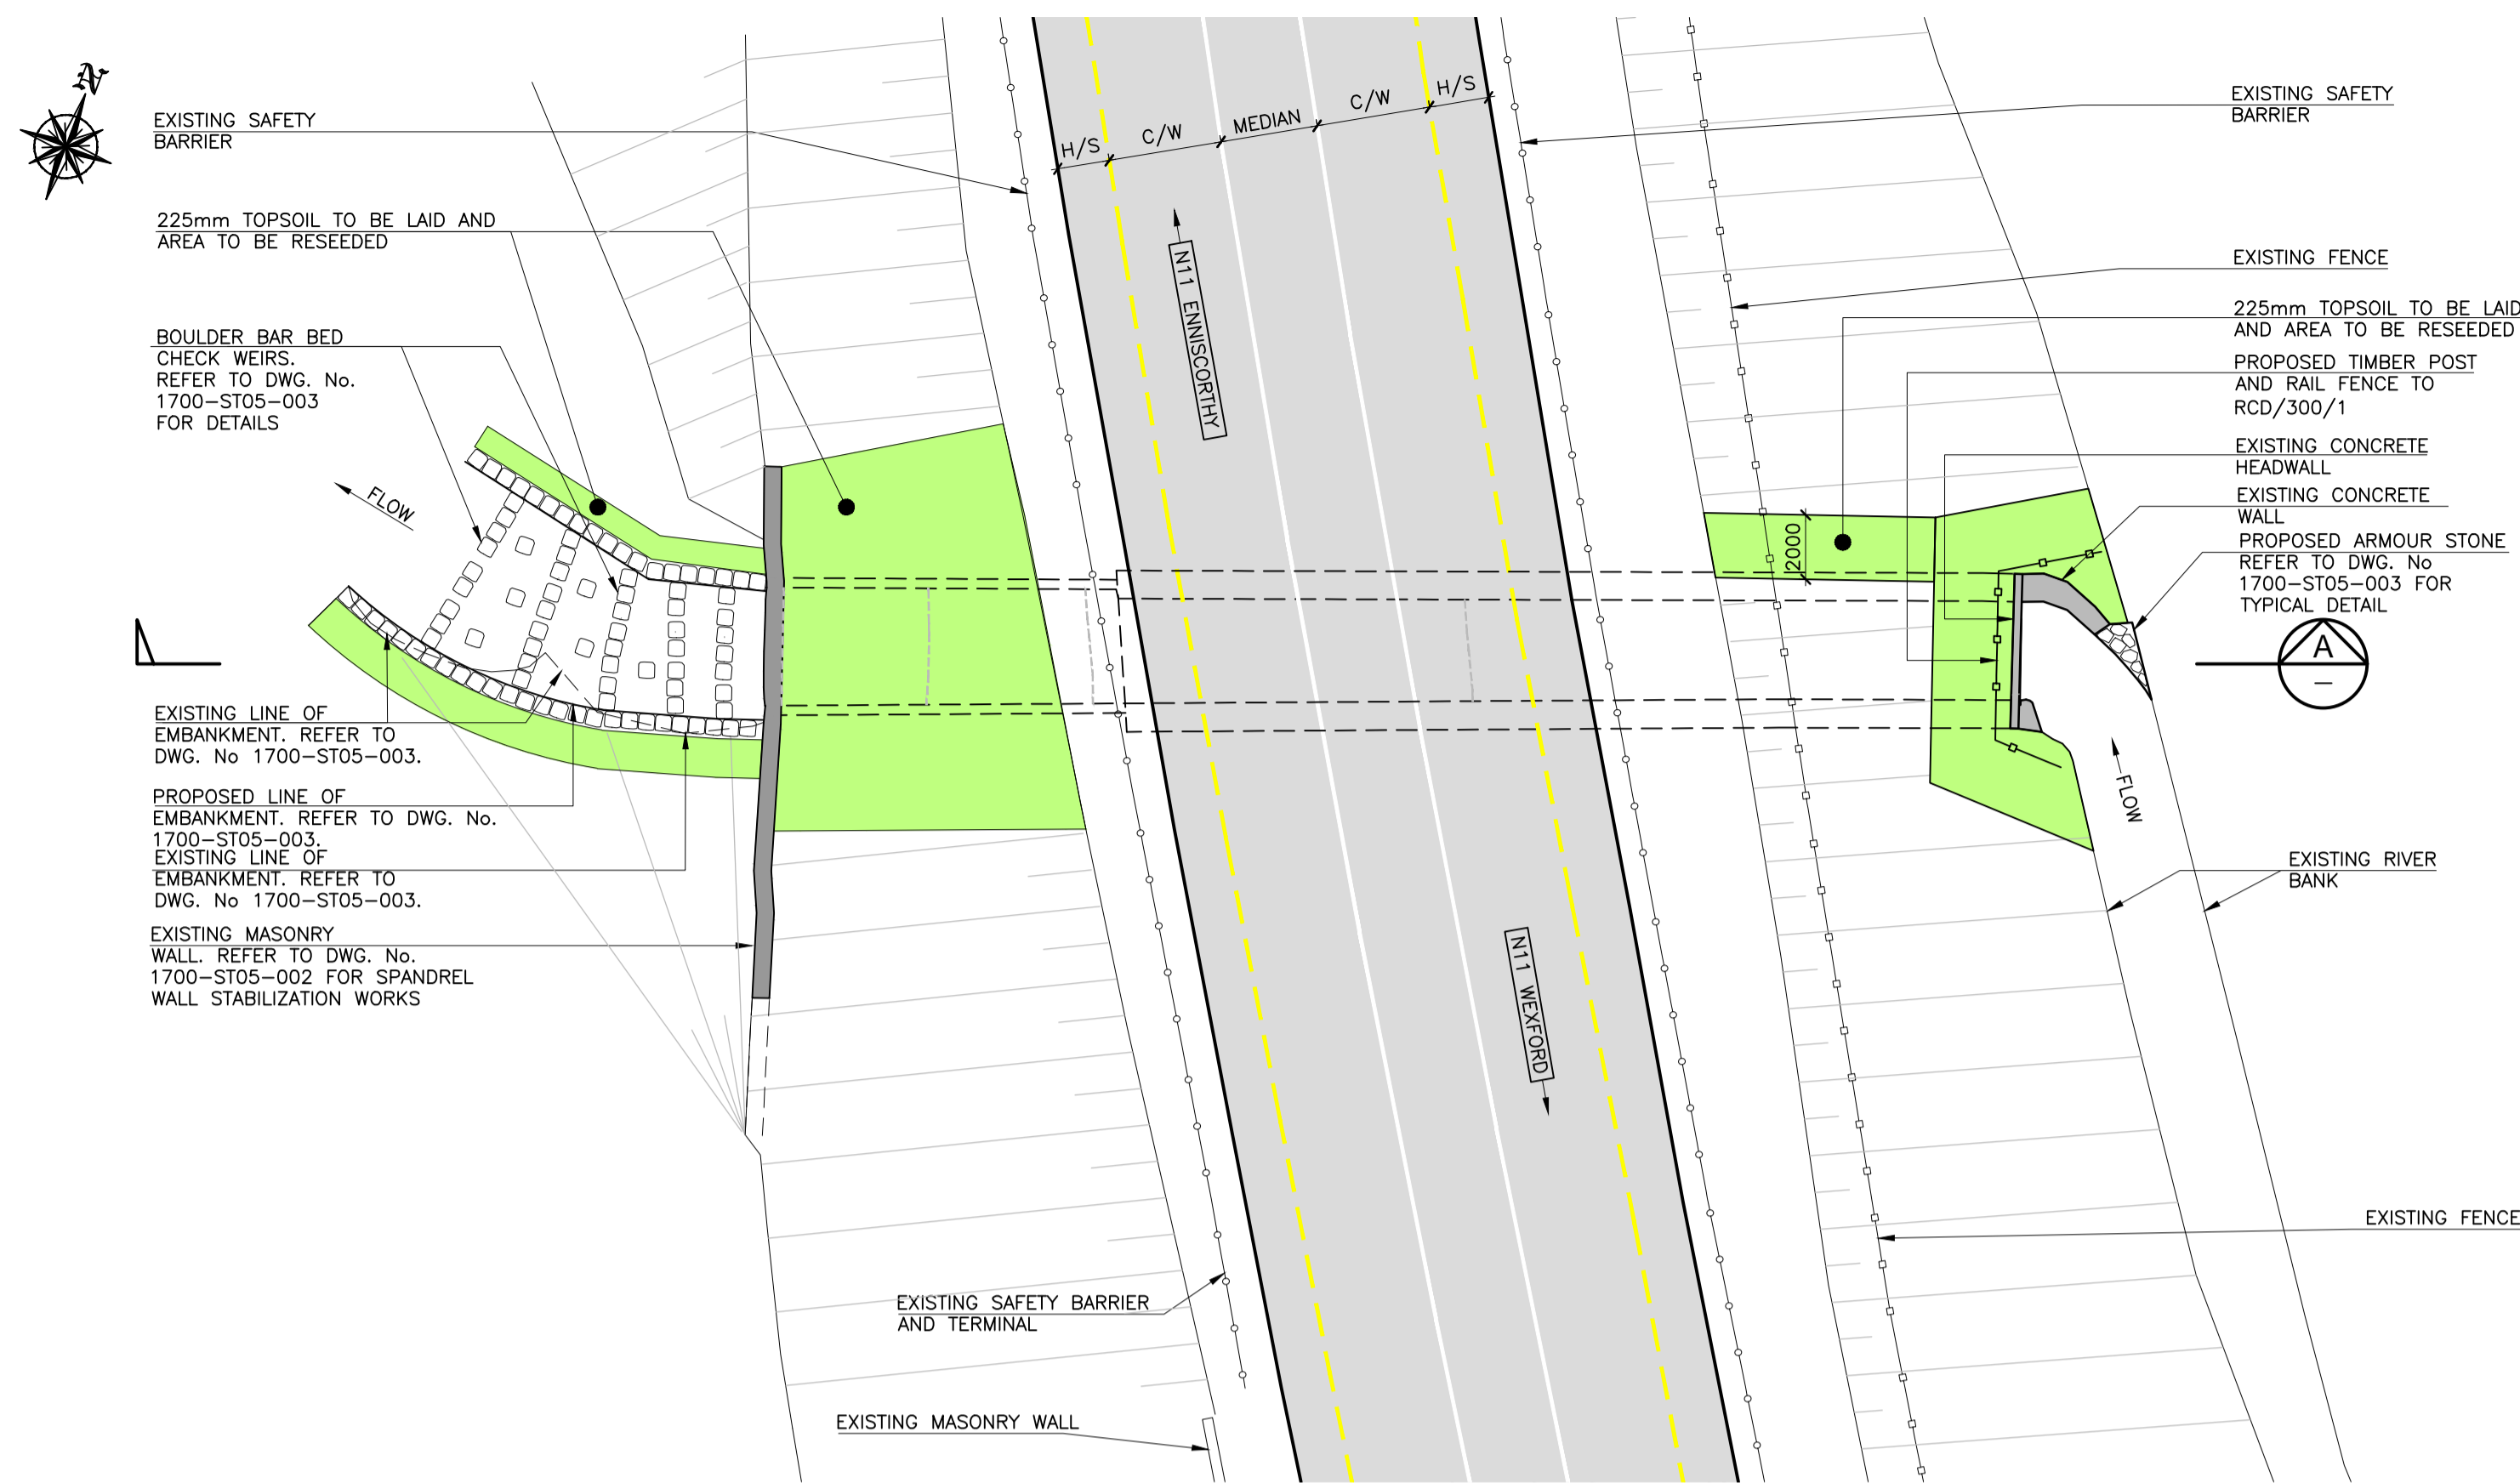 N
EXISTING SAFETY
BARRIER
225mm TOPSOIL TO BE LAID AND
AREA TO BE RESEEDED
BOULDER BAR BED
CHECK WEIRS.
REFER TO DWG. No.
1700-ST05-003
FOR DETAILS
FLOW
EXISTING LINE OF
EMBANKMENT. REFER TO
DWG. No 1700-ST05-003.
PROPOSED LINE OF
EMBANKMENT. REFER TO DWG. No.
1700-ST05-003.
EXISTING LINE OF
EMBANKMENT. REFER TO
DWG. No 1700-ST05-003.
EXISTING MASONRY
WALL. REFER TO DWG. No.
1700-ST05-002 FOR SPANDREL
WALL STABILIZATION WORKS
H/S
C/W
MEDIAN
C/W
H/S
N11 ENNISCORTHY
N11 WEXFORD
EXISTING SAFETY BARRIER
AND TERMINAL
EXISTING MASONRY WALL
2000
EXISTING SAFETY
BARRIER
EXISTING FENCE
225mm TOPSOIL TO BE LAID
AND AREA TO BE RESEEDED
PROPOSED TIMBER POST
AND RAIL FENCE TO
RCD/300/1
EXISTING CONCRETE
HEADWALL
EXISTING CONCRETE
WALL
PROPOSED ARMOUR STONE
REFER TO DWG. No
1700-ST05-003 FOR
TYPICAL DETAIL
A
–
FLOW
EXISTING RIVER
BANK
EXISTING FENCE